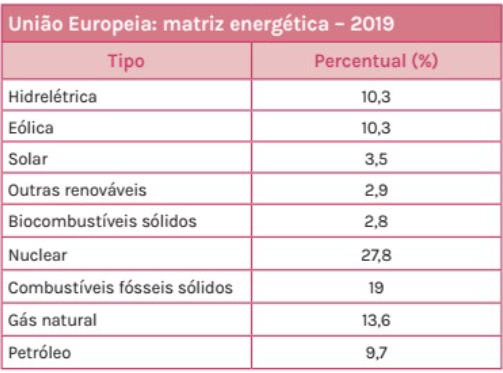 União Europeia: matriz energética – 2019
Tipo Percentual (%)
Hidrelétrica 10,3
Eólica 10,3
Solar 3,5
Outras renováveis 2,9
Biocombustíveis sólidos 2,8
Nuclear 27,8
Combustíveis fósseis sólidos 19
Gás natural 13,6
Petróleo 9,7